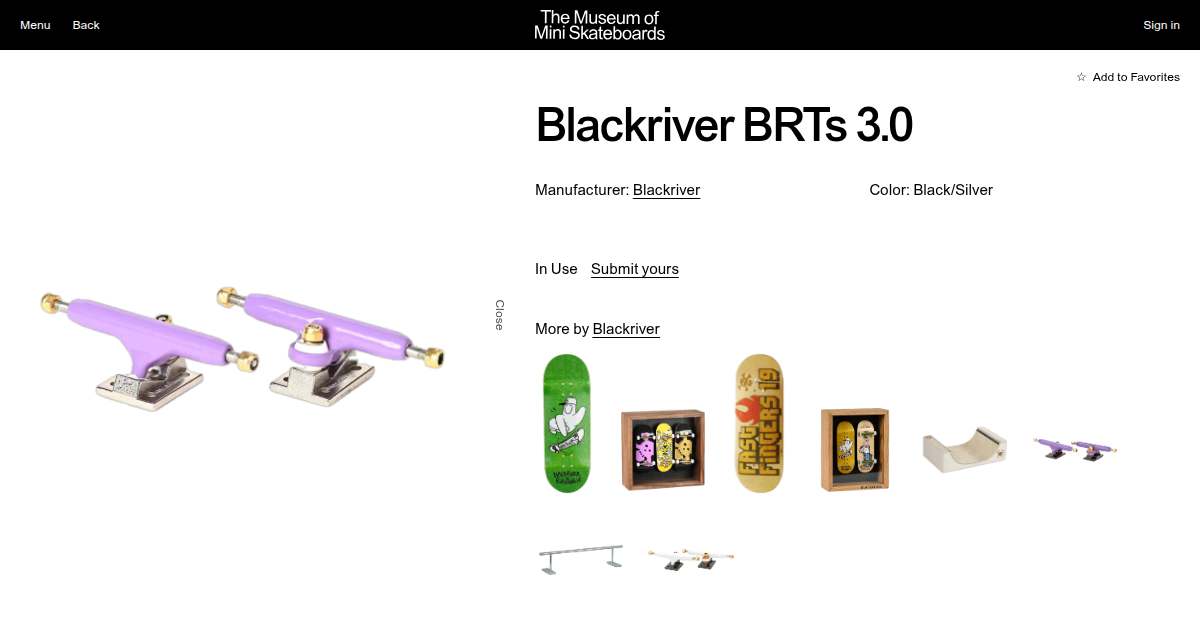 Menu
Back
The Museum of
Mini Skateboards
Sign in
☆ Add to Favorites
Blackriver BRTs 3.0
Manufacturer: Blackriver
Color: Black/Silver
In Use
Submit yours
Close
More by Blackriver
FAST
FINGERS 19